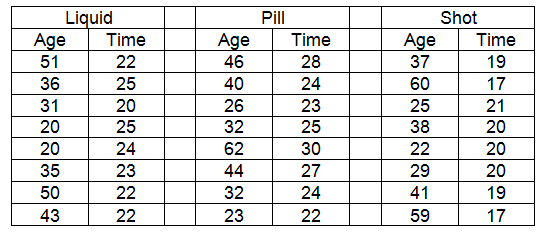 Liquid Pill Shot
Age Time Age Time Age Time
51 22 46 28 37 19
36 25 40 24 60 17
31 20 26 23 25 21
20 25 32 25 38 20
20 24 62 30 22 20
35 23 44 27 29 20
50 22 32 24 41 19
43 22 23 22 59 17